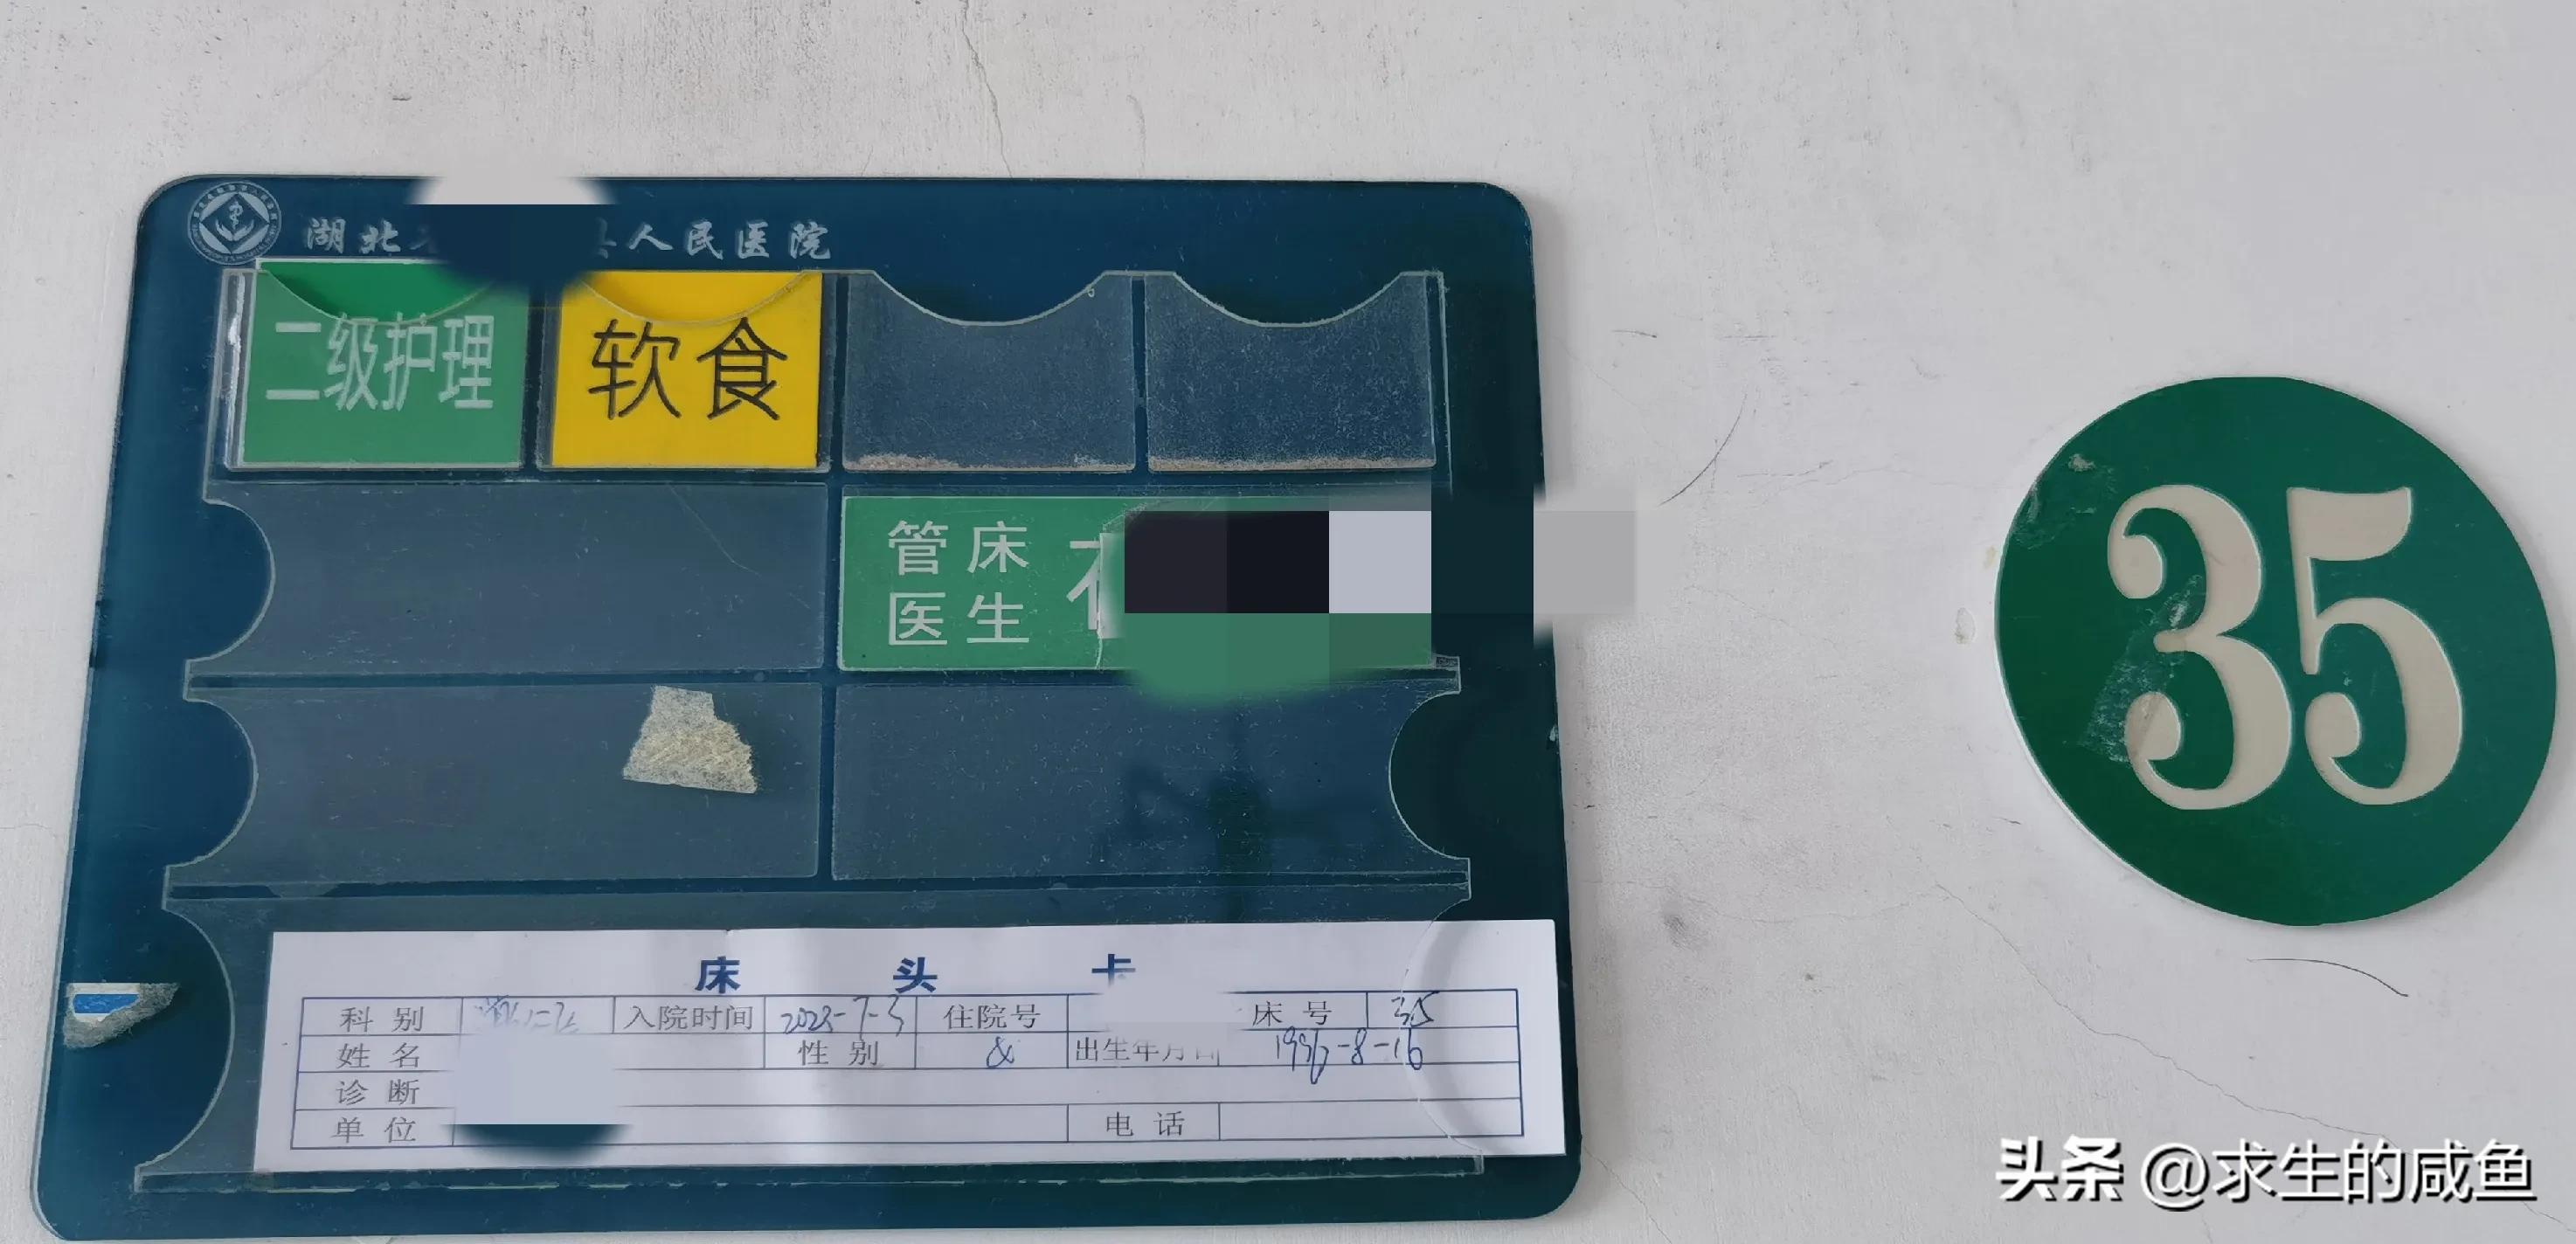 湖北 人民医院
二级护理 软食
管床
医生
35
床头卡
科别 入院时间 2023-7-3 住院号 床号 35
姓名 性别 出生年月日 1996-8-16
诊断
单位 电话
头条 @求生的咸鱼